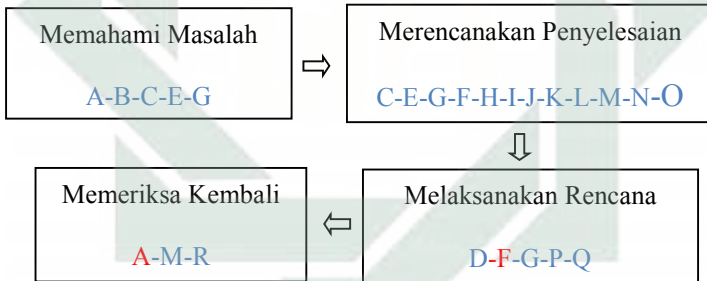 Memahami Masalah
A-B-C-E-G
Merencanakan Penyelesaian
C-E-G-F-H-I-J-K-L-M-N-O
Melaksanakan Rencana
D-F-G-P-Q
Memeriksa Kembali
A-M-R